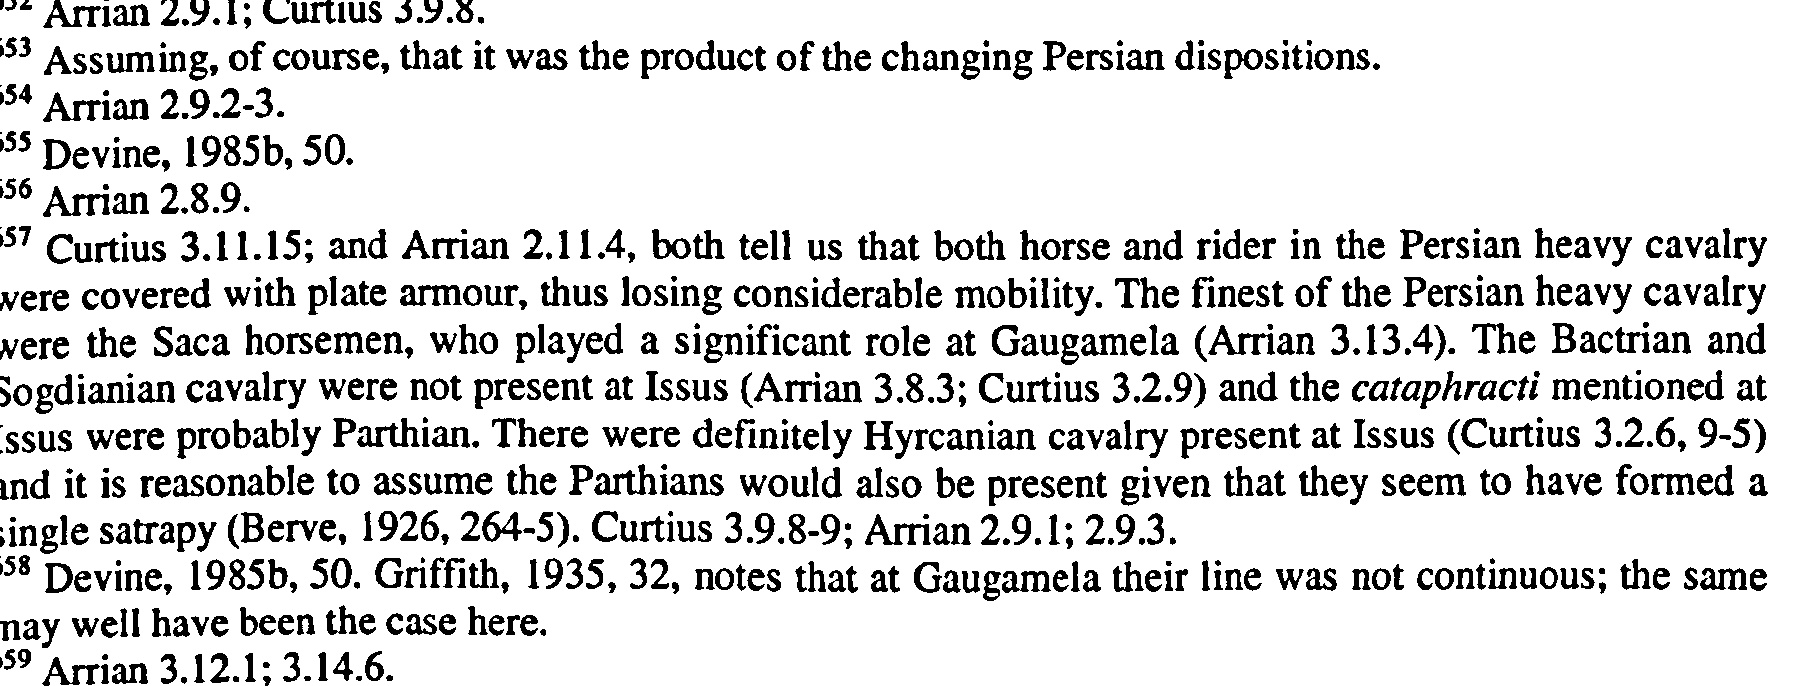 52 Arrian 2.9.1; Curtius 3.9.8.
553 Assuming, of course, that it was the product of the changing Persian dispositions.
554 Arrian 2.9.2-3.
555 Devine, 1985b, 50.
556 Arrian 2.8.9.
557 Curtius 3.11.15; and Arrian 2.11.4, both tell us that both horse and rider in the Persian heavy cavalry
were covered with plate armour, thus losing considerable mobility. The finest of the Persian heavy cavalry
were the Saca horsemen, who played a significant role at Gaugamela (Arrian 3.13.4). The Bactrian and
Sogdianian cavalry were not present at Issus (Arrian 3.8.3; Curtius 3.2.9) and the cataphracti mentioned at
Issus were probably Parthian. There were definitely Hyrcanian cavalry present at Issus (Curtius 3.2.6, 9-5)
and it is reasonable to assume the Parthians would also be present given that they seem to have formed a
single satrapy (Berve, 1926, 264-5). Curtius 3.9.8-9; Arrian 2.9.1; 2.9.3.
558 Devine, 1985b, 50. Griffith, 1935, 32, notes that at Gaugamela their line was not continuous; the same
may well have been the case here.
559 Arrian 3.12.1; 3.14.6.